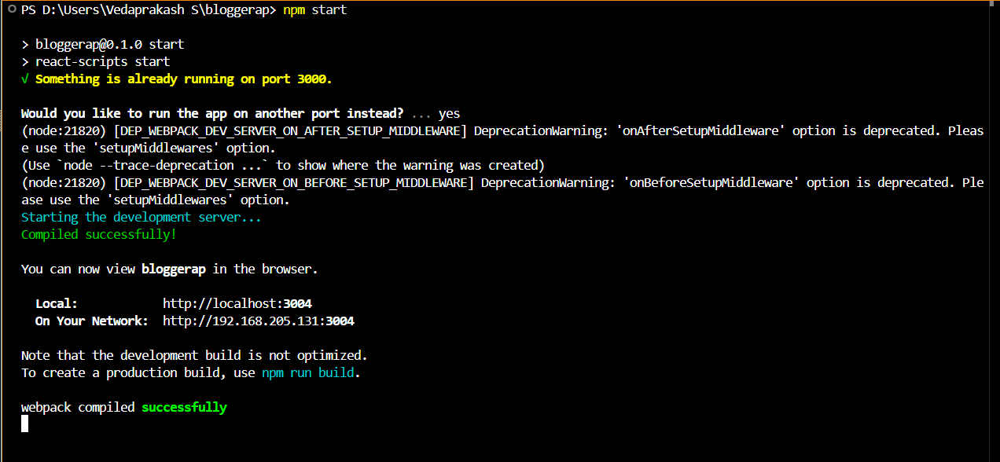 PS D:\Users\Vedaprakash S\bloggerap> npm start
> bloggerap@0.1.0 start
> react-scripts start
√ Something is already running on port 3000.
Would you like to run the app on another port instead? ... yes
(node:21820) [DEP_WEBPACK_DEV_SERVER_ON_AFTER_SETUP_MIDDLEWARE] DeprecationWarning: 'onAfterSetupMiddleware' option is deprecated. Pleas
e use the 'setupMiddlewares' option.
(Use `node --trace-deprecation ...` to show where the warning was created)
(node:21820) [DEP_WEBPACK_DEV_SERVER_ON_BEFORE_SETUP_MIDDLEWARE] DeprecationWarning: 'onBeforeSetupMiddleware' option is deprecated. Ple
ase use the 'setupMiddlewares' option.
Starting the development server...
Compiled successfully!
You can now view bloggerap in the browser.
Local: http://localhost:3004
On Your Network: http://192.168.205.131:3004
Note that the development build is not optimized.
To create a production build, use npm run build.
webpack compiled successfully